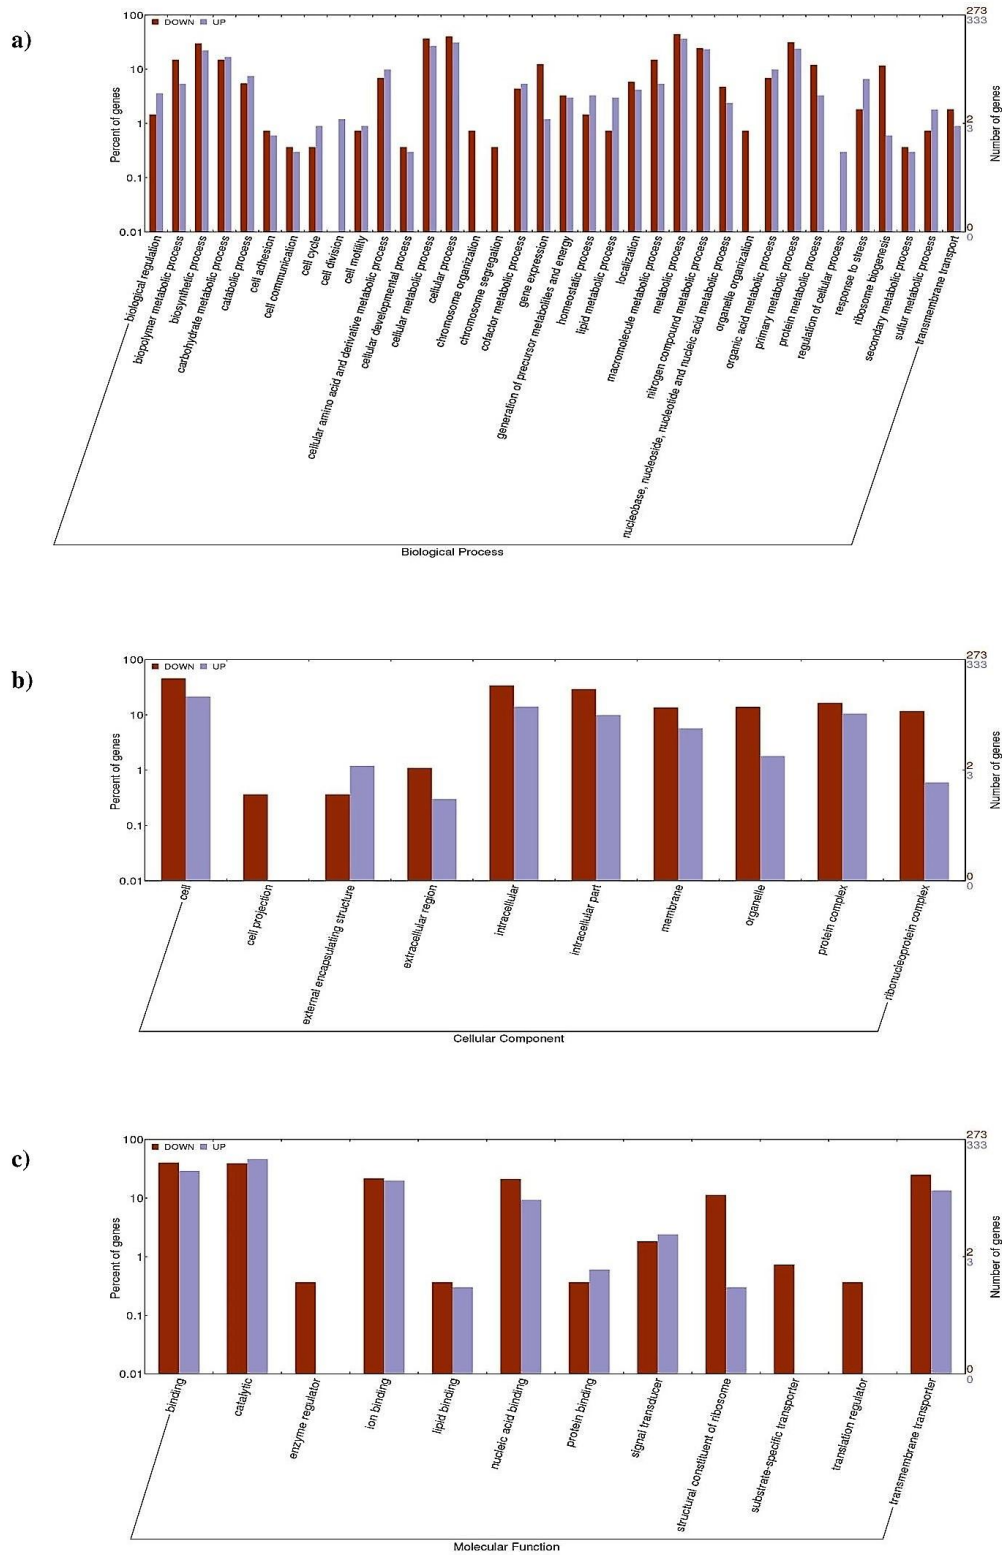 a)
DOWN UP
Percent of genes
100
10
1
0.1
0.01
273
333
2
3
0
0
Number of genes
biological regulation
biopolymer metabolic process
biosynthetic process
carbohydrate metabolic process
catabolic process
cell adhesion
cell communication
cell cycle
cell division
cell motility
cellular amino acid and derivative metabolic process
cellular developmental process
cellular metabolic process
cellular process
chromosome organization
chromosome segregation
cofactor metabolic process
gene expression
generation of precursor metabolites and energy
homeostatic process
lipid metabolic process
localization
macromolecule metabolic process
metabolic process
nitrogen compound metabolic process
nucleobase, nucleoside, nucleotide and nucleic acid metabolic process
organelle organization
organic acid metabolic process
primary metabolic process
protein metabolic process
regulation of cellular process
response to stress
ribosome biogenesis
secondary metabolic process
sulfur metabolic process
transmembrane transport
Biological Process
b)
DOWN UP
Percent of genes
100
10
1
0.1
0.01
273
333
2
3
0
0
Number of genes
cell
cell projection
external encapsulating structure
extracellular region
intracellular
intracellular part
membrane
organelle
protein complex
ribonucleoprotein complex
Cellular Component
c)
DOWN UP
Percent of genes
100
10
1
0.1
0.01
273
333
2
3
0
0
Number of genes
binding
catalytic
enzyme regulator
ion binding
lipid binding
nucleic acid binding
protein binding
signal transducer
structural constituent of ribosome
substrate-specific transporter
translation regulator
transmembrane transporter
Molecular Function